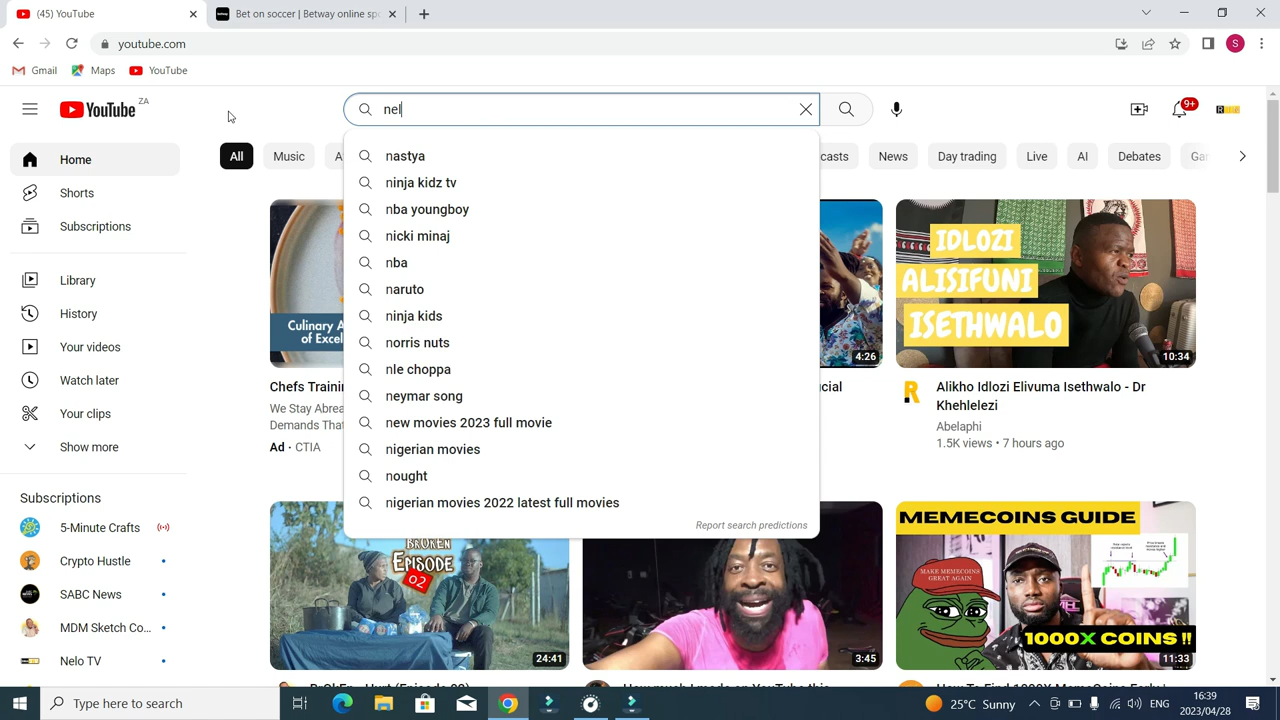 (45) YouTube
Bet on soccer | Betway online sp
youtube.com
S
Gmail
Maps
YouTube
YouTube
ZA
nel
9+
All
Music
casts
News
Day trading
Live
AI
Debates
Home
Shorts
Subscriptions
Library
History
Your videos
Watch later
Your clips
Show more
Subscriptions
5-Minute Crafts
Crypto Hustle
SABC News
MDM Sketch Co...
Nelo TV
nastya
ninja kidz tv
nba youngboy
nicki minaj
nba
naruto
ninja kids
norris nuts
nle choppa
neymar song
new movies 2023 full movie
nigerian movies
nought
nigerian movies 2022 latest full movies
Report search predictions
Culinary A
of Excel
Chefs Trainin
We Stay Abrea
Demands That
Ad · CTIA
4:26
cial
IDLOZI
ALISIFUNI
ISETHWALO
10:34
Alikho Idlozi Elivuma Isethwalo - Dr
Khehlelezi
Abelaphi
1.5K views • 7 hours ago
BROKEN
EPISODE
02
24:41
3:45
MEMECOINS GUIDE
MAKE MEMECOINS
GREAT AGAIN
1000X COINS !!
11:33
Type here to search
25°C Sunny
ENG
16:39
2023/04/28